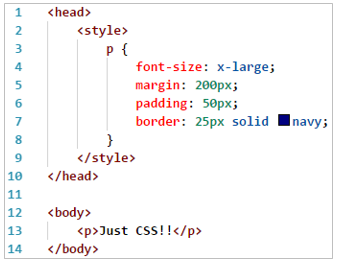 1 <head>
2 <style>
3 p {
4 font-size: x-large;
5 margin: 200px;
6 padding: 50px;
7 border: 25px solid navy;
8 }
9 </style>
10 </head>
11
12 <body>
13 <p>Just CSS!!</p>
14 </body>